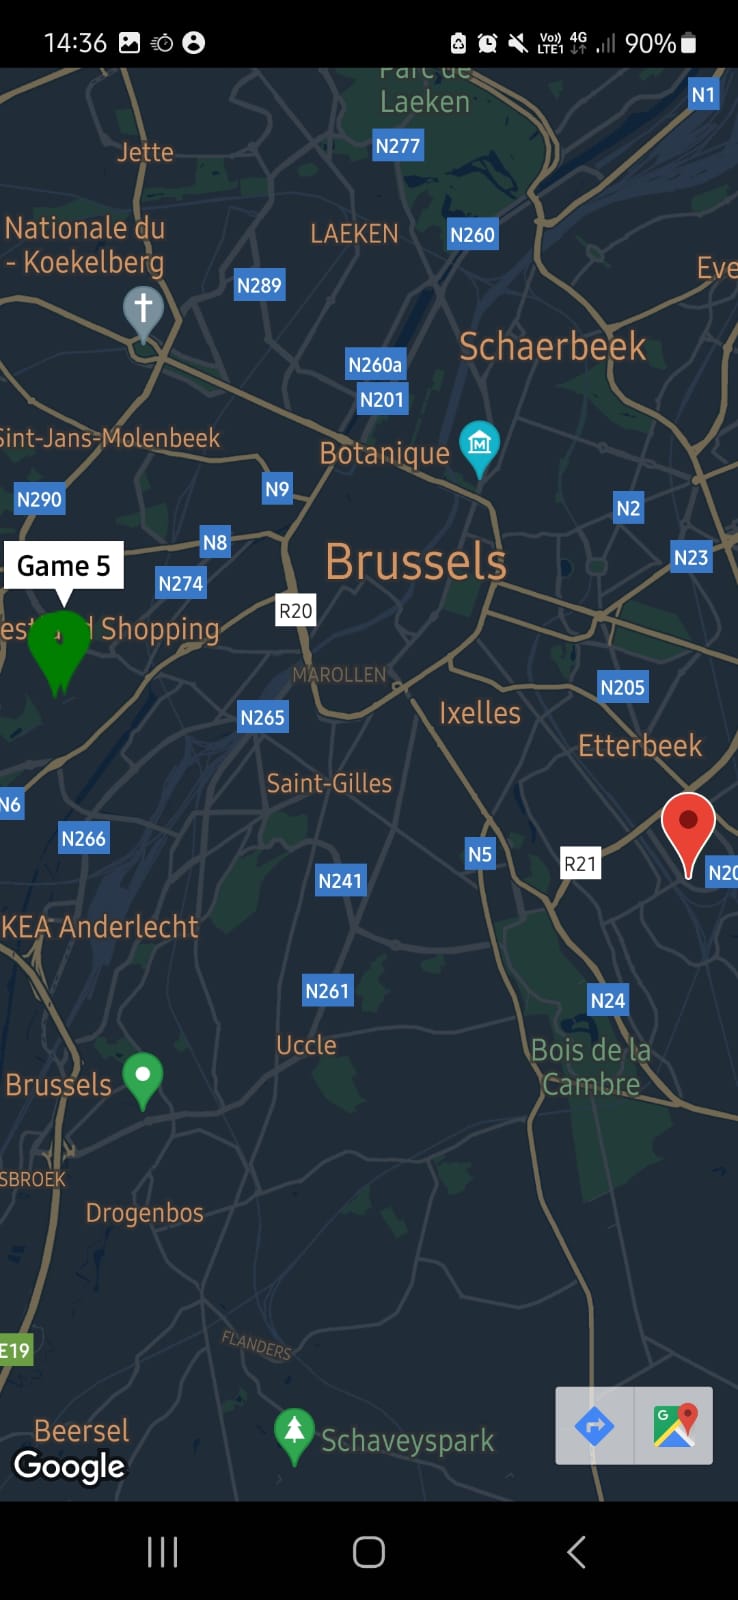 14:36
Vo)) LTE1 4G 90%
Parc de
Laeken
N1
N277
Jette
Nationale du
- Koekelberg
LAEKEN
N260
Eve
N289
Schaerbeek
N260a
N201
Sint-Jans-Molenbeek
Botanique
M
N290
N9
N2
N8
Brussels
N23
Game 5
N274
Shopping
R20
MAROLLEN
N205
N265
Ixelles
Etterbeek
Saint-Gilles
N6
N266
N5
R21
N20
N241
KEA Anderlecht
N261
N24
Uccle
Bois de la
Cambre
Brussels
SBROEK
Drogenbos
FLANDERS
E19
Beersel
Schaveyspark
G
Google